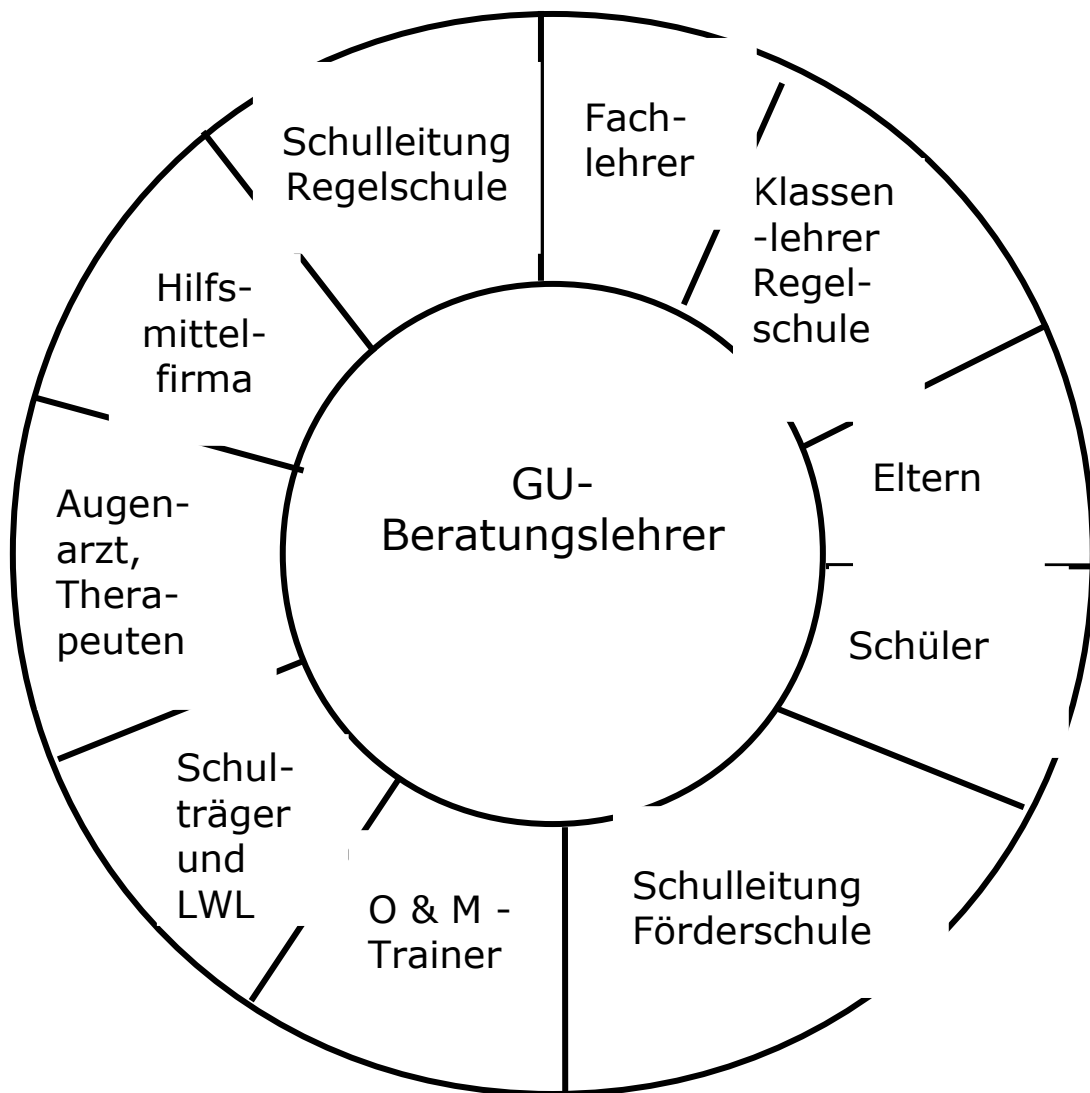 Schulleitung
Regelschule
Fach-
lehrer
Klassen
-lehrer
Regel-
schule
Eltern
Schüler
Schulleitung
Förderschule
O & M -
Trainer
Schul-
träger
und
LWL
Augen-
arzt,
Thera-
peuten
Hilfs-
mittel-
firma
GU-
Beratungslehrer